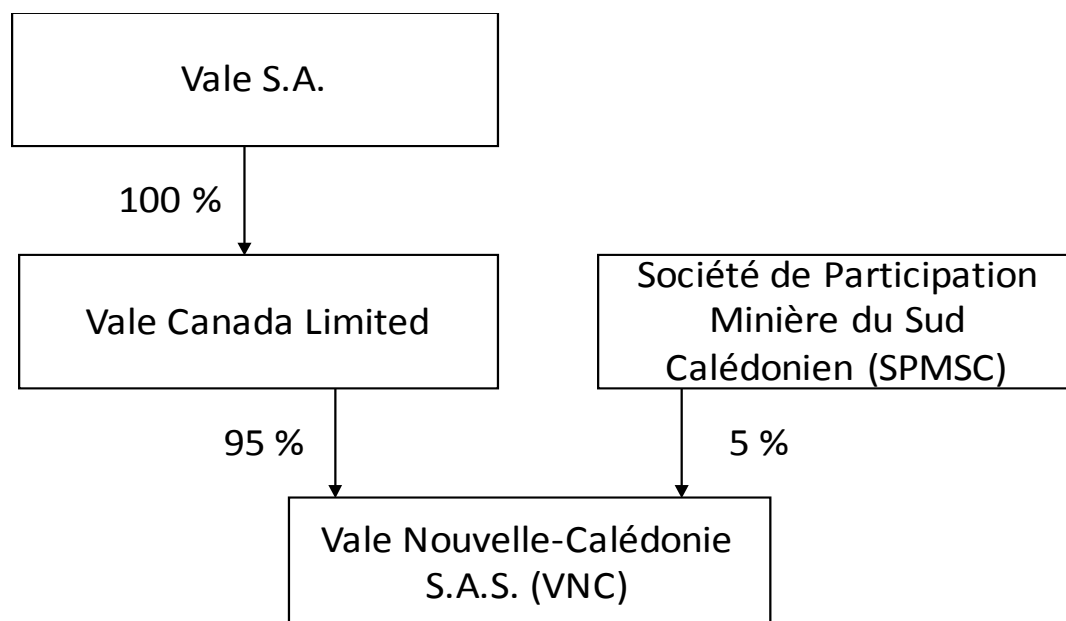 Vale S.A.
100 %
Vale Canada Limited
Société de Participation
Minière du Sud
Calédonien (SPMSC)
95 %
5 %
Vale Nouvelle-Calédonie
S.A.S. (VNC)